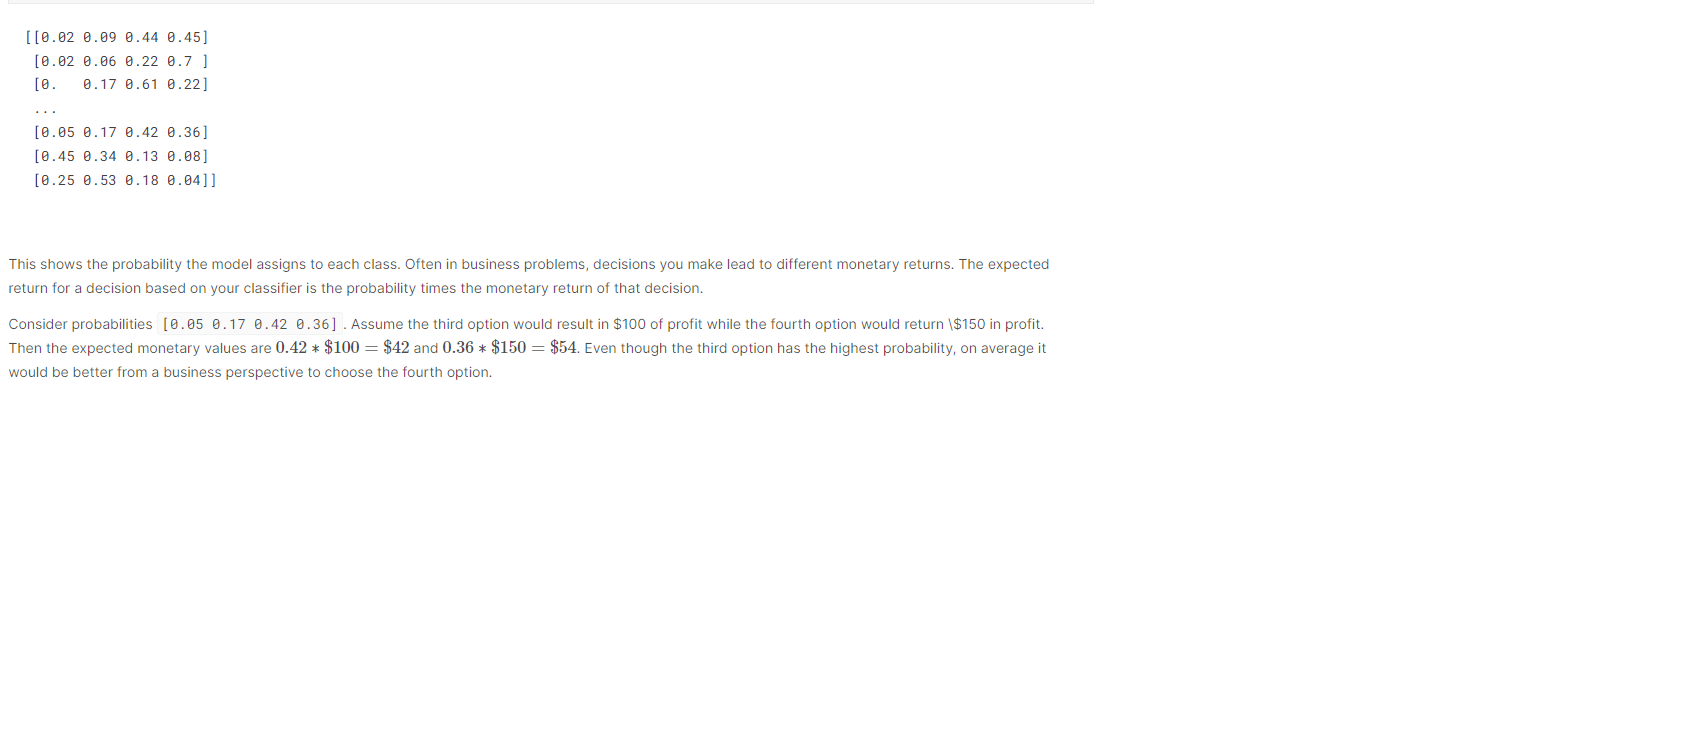 [[0.02 0.09 0.44 0.45]
[0.02 0.06 0.22 0.7 ]
[0.   0.17 0.61 0.22]
...
[0.05 0.17 0.42 0.36]
[0.45 0.34 0.13 0.08]
[0.25 0.53 0.18 0.04]]
This shows the probability the model assigns to each class. Often in business problems, decisions you make lead to different monetary returns. The expected
return for a decision based on your classifier is the probability times the monetary return of that decision.
Consider probabilities [0.05 0.17 0.42 0.36] . Assume the third option would result in $100 of profit while the fourth option would return \$150 in profit.
Then the expected monetary values are 0.42 * $100 = $42 and 0.36 * $150 = $54. Even though the third option has the highest probability, on average it
would be better from a business perspective to choose the fourth option.